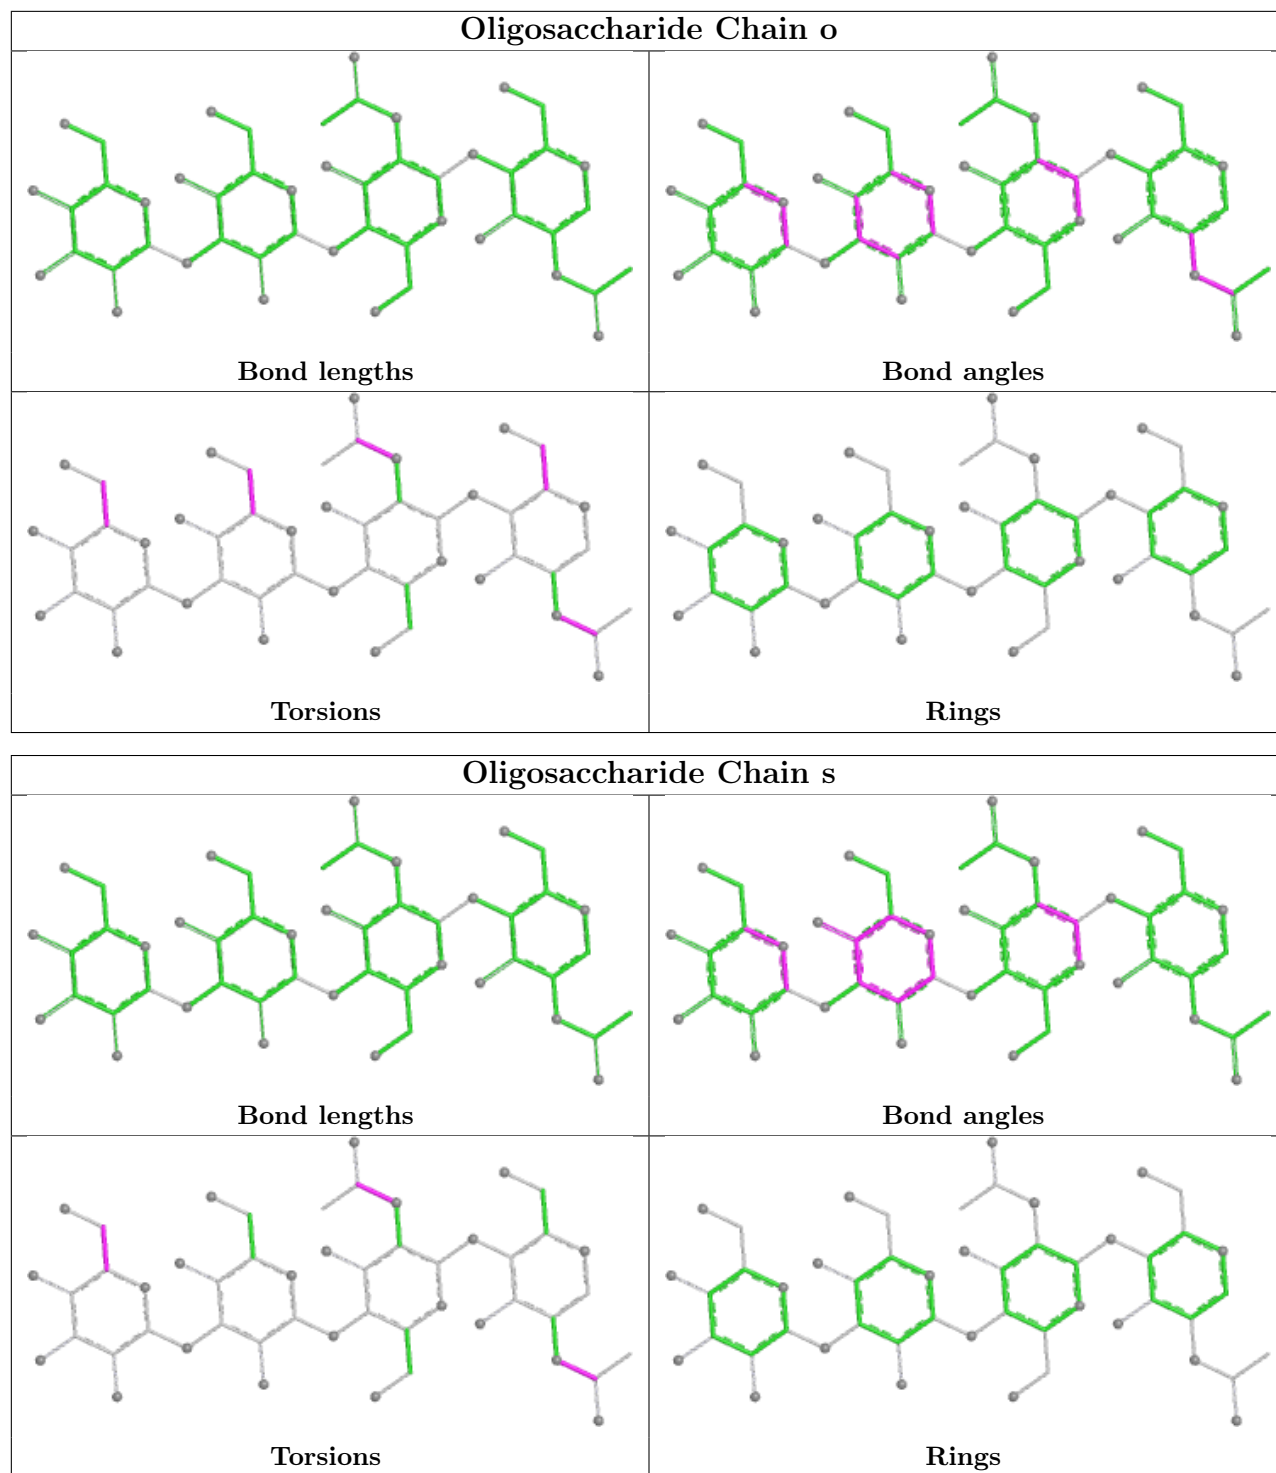 Oligosaccharide Chain o
Bond lengths
Bond angles
Torsions
Rings
Oligosaccharide Chain s
Bond lengths
Bond angles
Torsions
Rings